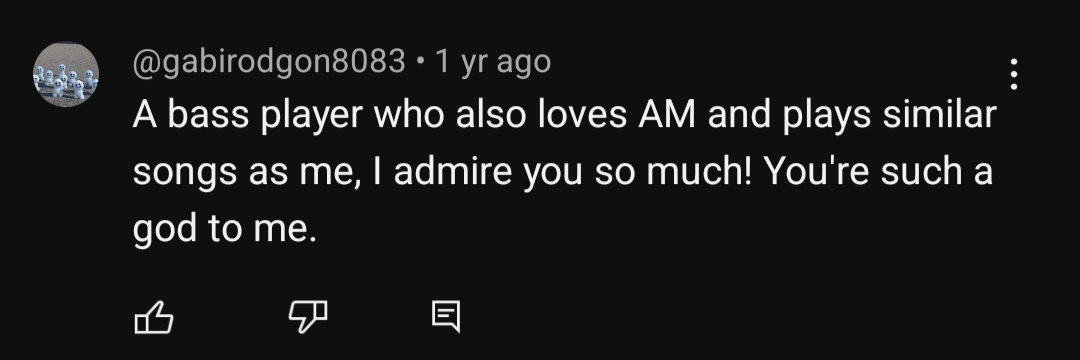 @gabirodgon8083 • 1 yr ago
A bass player who also loves AM and plays similar
songs as me, I admire you so much! You're such a
god to me.